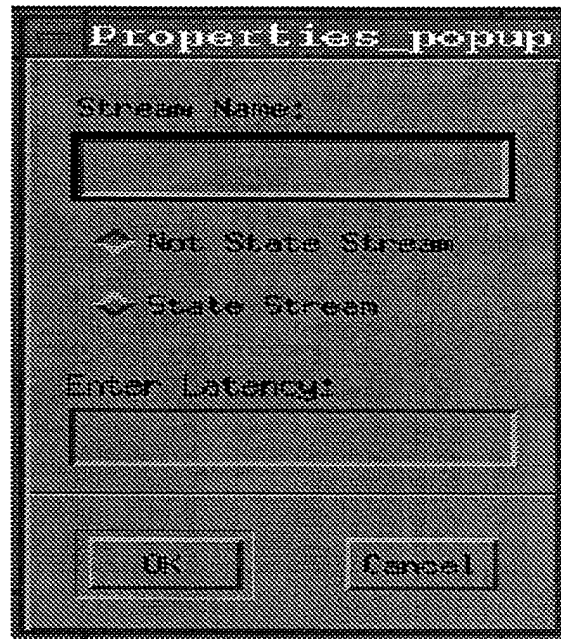 Properties_popup
Stream Name:
Not State Stream
State Stream
Enter Latency:
OK
Cancel